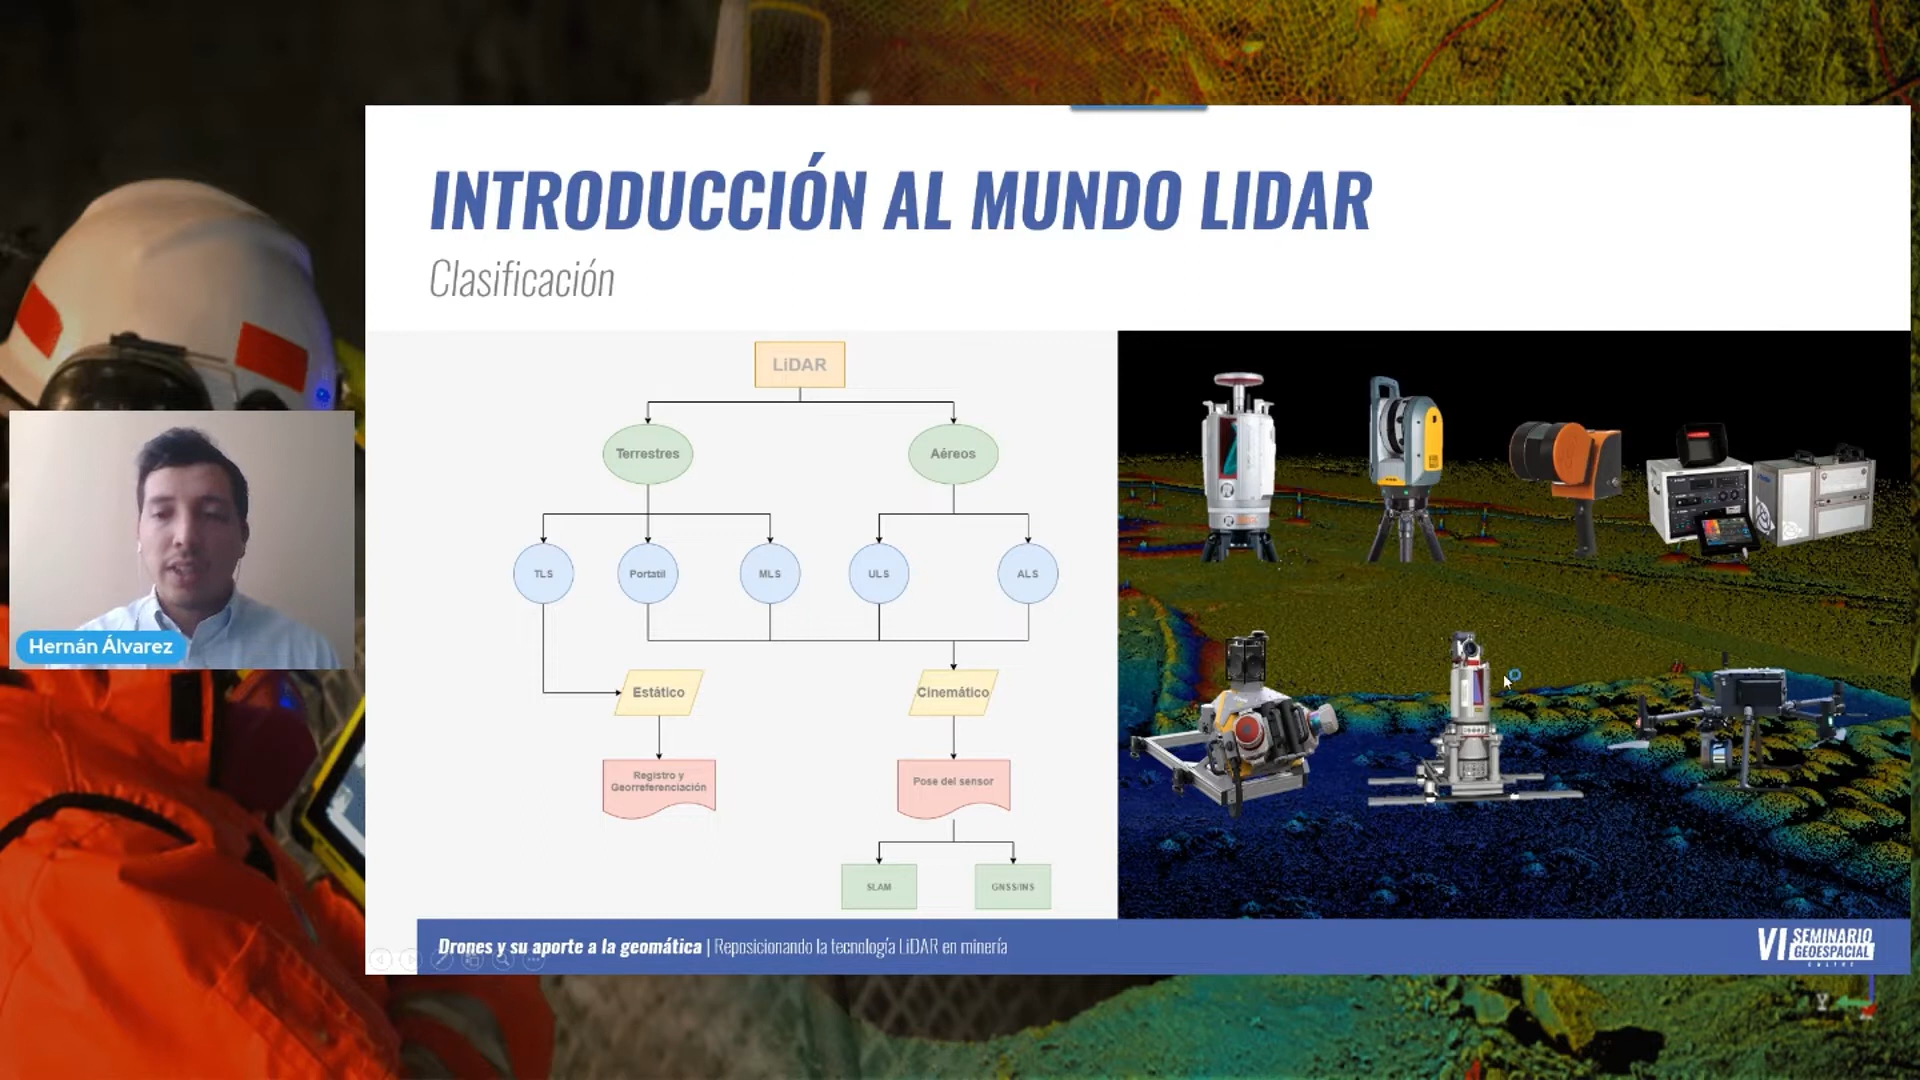 INTRODUCCIÓN AL MUNDO LIDAR
Clasificación
LiDAR
Terrestres
Aéreos
TLS
Portatil
MLS
ULS
ALS
Estático
Cinemático
Registro y
Georreferenciación
Pose del sensor
SLAM
GNSS/INS
Hernán Álvarez
Drones y su aporte a la geomática | Reposicionando la tecnología LiDAR en minería
VI SEMINARIO
GEOESPACIAL
ONLINE
Y